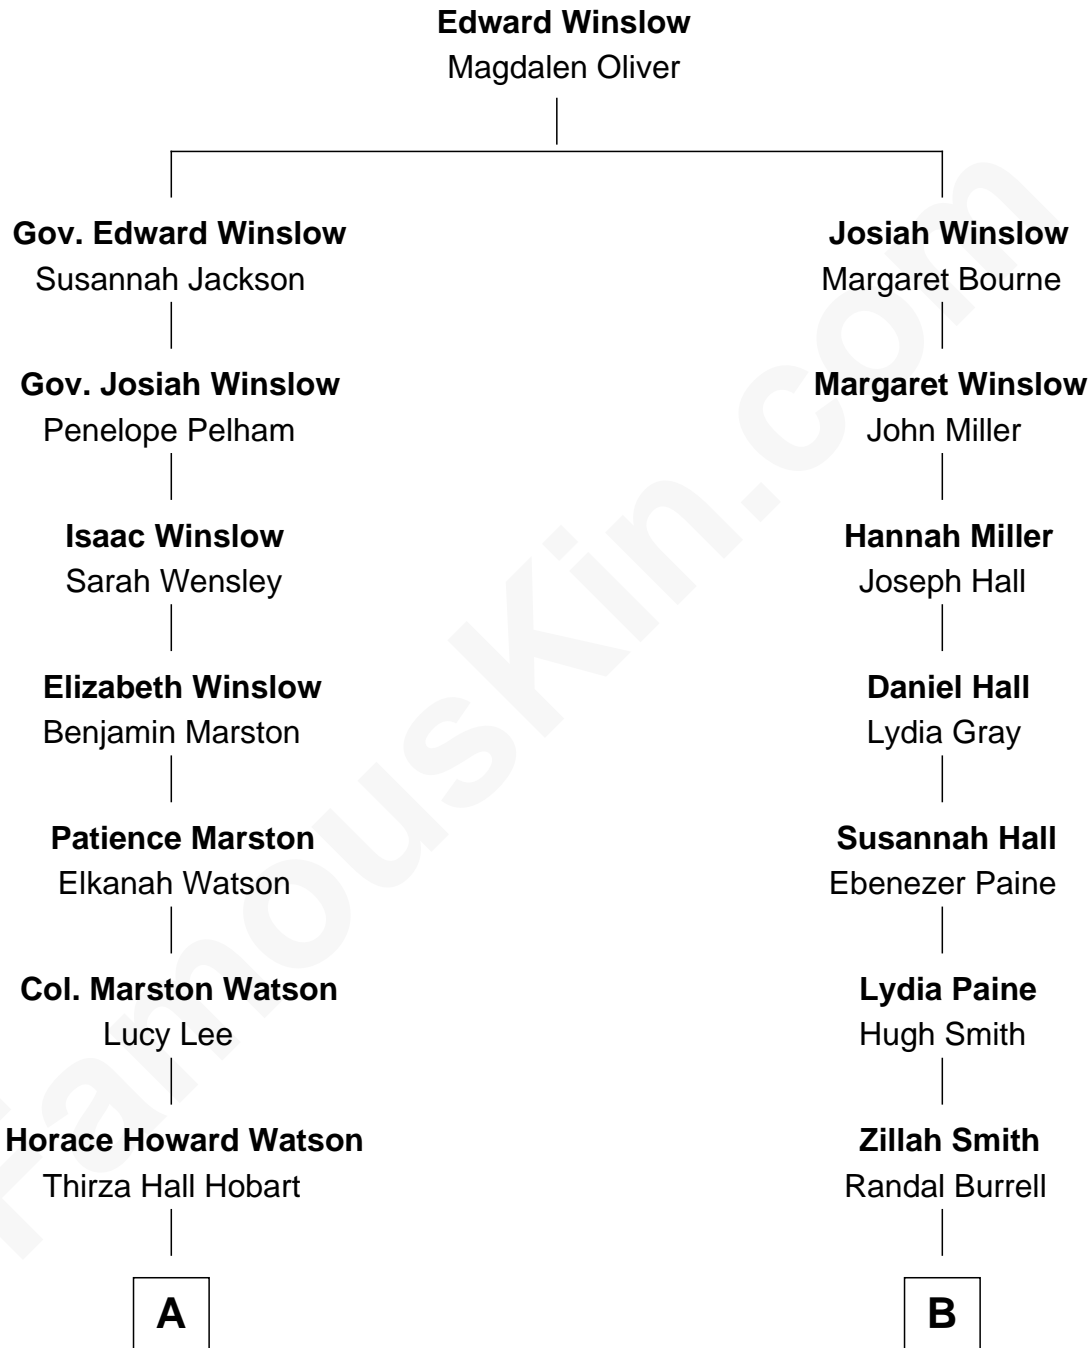 Edward Winslow
Magdalen Oliver
Gov. Edward Winslow
Susannah Jackson
Josiah Winslow
Margaret Bourne
Gov. Josiah Winslow
Penelope Pelham
Margaret Winslow
John Miller
Isaac Winslow
Sarah Wensley
Hannah Miller
Joseph Hall
Elizabeth Winslow
Benjamin Marston
Daniel Hall
Lydia Gray
Patience Marston
Elkanah Watson
Susannah Hall
Ebenezer Paine
Col. Marston Watson
Lucy Lee
Lydia Paine
Hugh Smith
Horace Howard Watson
Thirza Hall Hobart
Zillah Smith
Randal Burrell
A
B
FamousKin.com